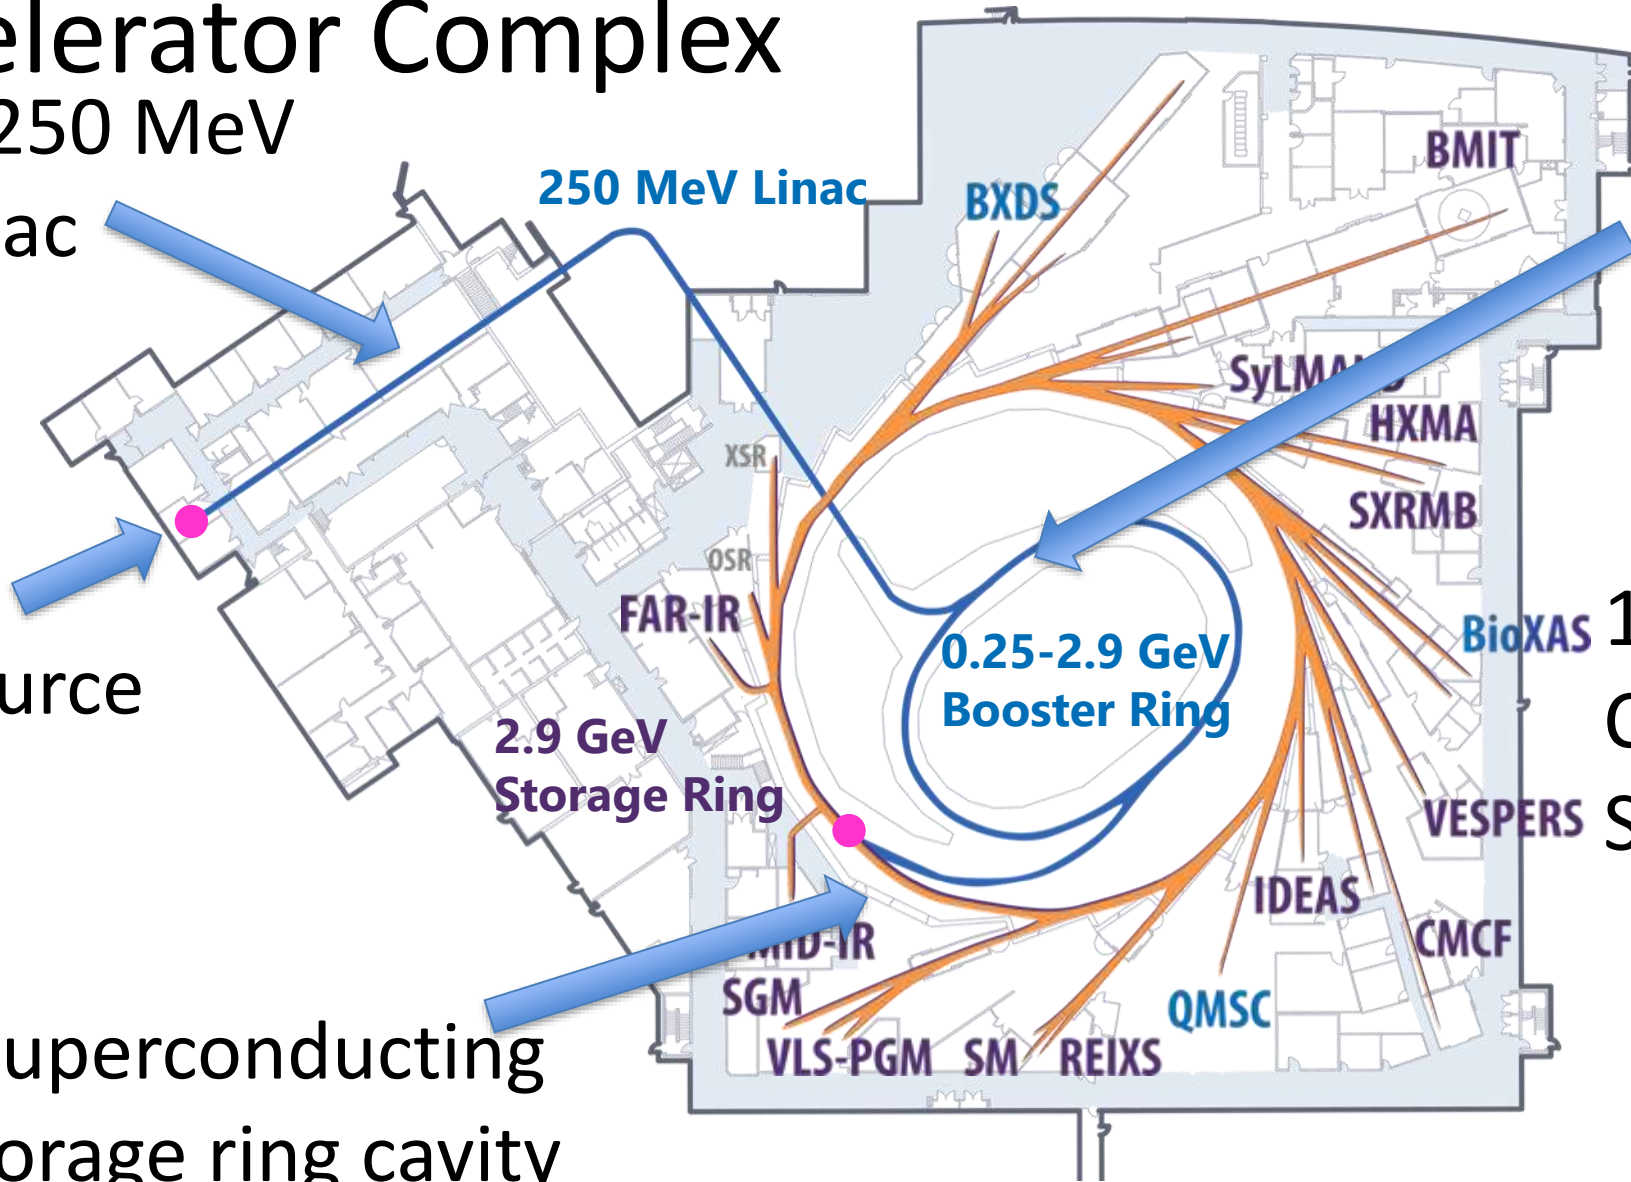 elerator Complex
250 MeV
ac
250 MeV Linac
BXDS
BMIT
HXMA
XSR
SXRMB
OSR
FAR-IR
BioXAS
0.25-2.9 GeV
Booster Ring
urce
2.9 GeV
Storage Ring
VESPERS
IDEAS
MID-IR
CMCF
SGM
QMSC
VLS-PGM SM REIXS
uperconducting
orage ring cavity